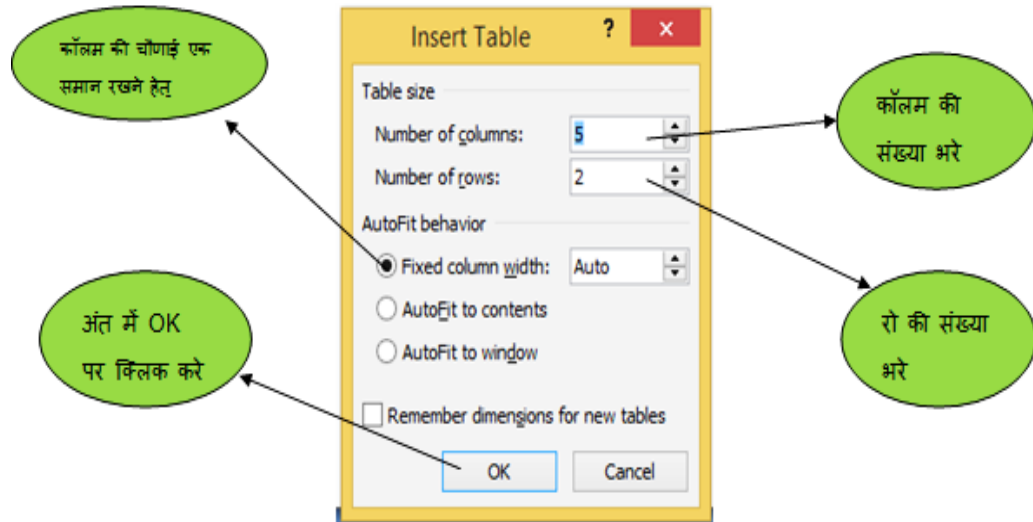 Insert Table
?
x
कॉलम की चौणाई एक
समान रखने हेतु
Table size
Number of columns:
5
Number of rows:
2
कॉलम की
संख्या भरे
AutoFit behavior
Fixed column width:
Auto
AutoFit to contents
AutoFit to window
अंत में OK
पर क्लिक करे
रो की संख्या
भरे
Remember dimensions for new tables
OK
Cancel